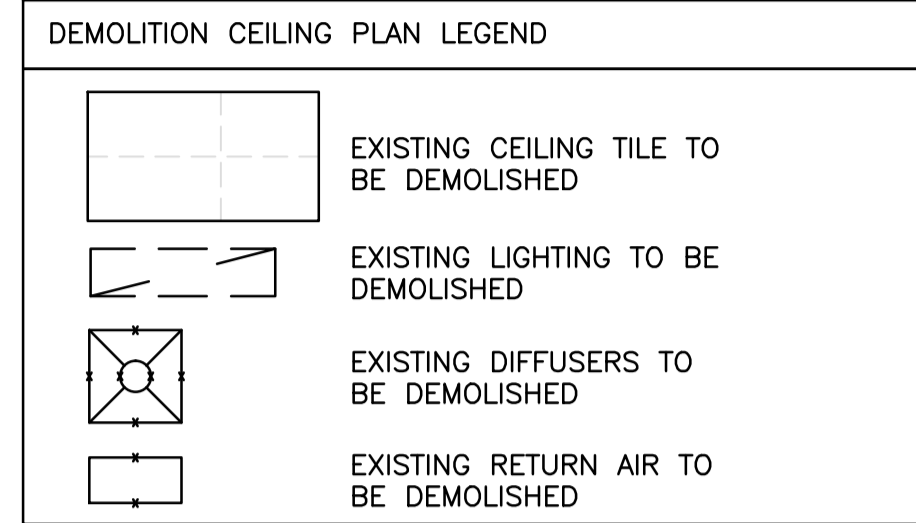 DEMOLITION CEILING PLAN LEGEND
EXISTING CEILING TILE TO
BE DEMOLISHED
EXISTING LIGHTING TO BE
DEMOLISHED
EXISTING DIFFUSERS TO
BE DEMOLISHED
EXISTING RETURN AIR TO
BE DEMOLISHED